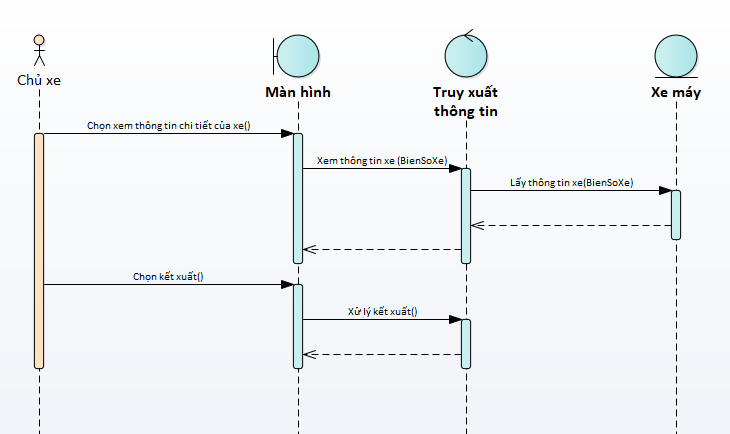 Chủ xe
Màn hình
Truy xuất
thông tin
Xe máy
Chọn xem thông tin chi tiết của xe()
Xem thông tin xe (BienSoXe)
Lấy thông tin xe(BienSoXe)
Chọn kết xuất()
Xử lý kết xuất()